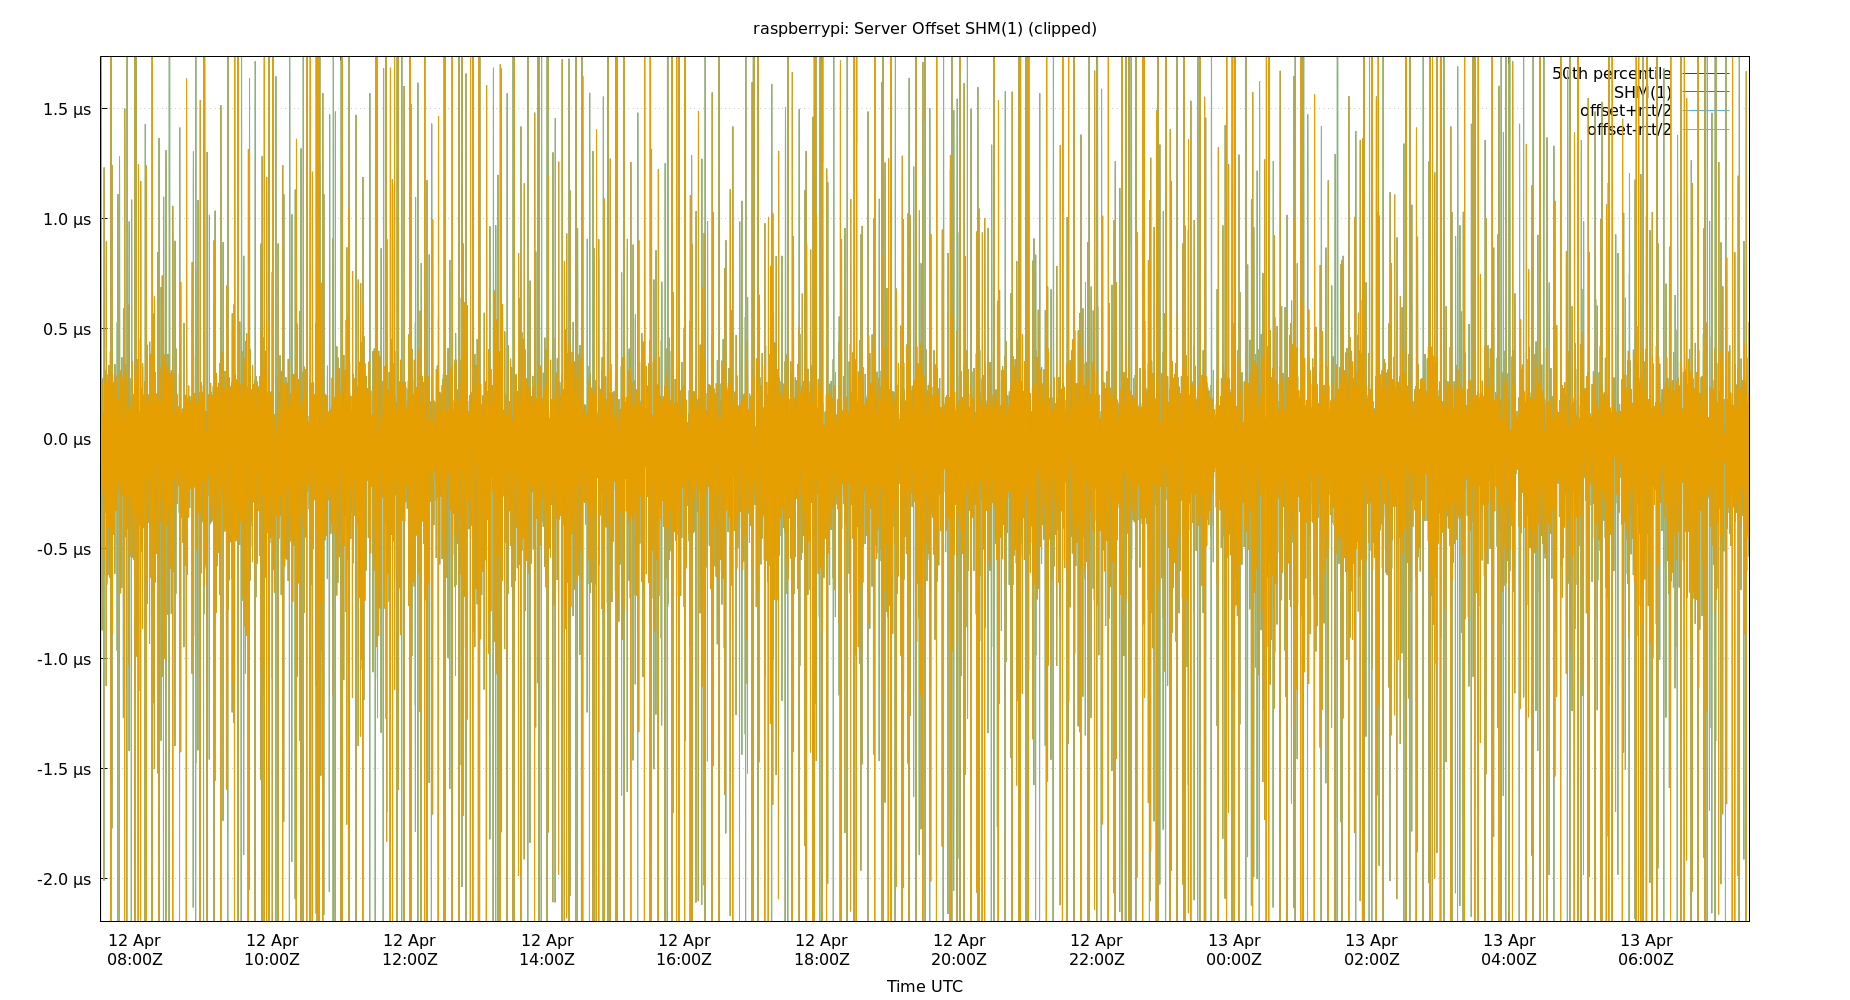 raspberrypi: Server Offset SHM(1) (clipped)
50th percentile
SHM(1)
offset+rtt/2
offset-rtt/2
1.5 µs
1.0 µs
0.5 µs
0.0 µs
-0.5 µs
-1.0 µs
-1.5 µs
-2.0 µs
12 Apr 12 Apr 12 Apr 12 Apr 12 Apr 12 Apr 12 Apr 12 Apr 13 Apr 13 Apr 13 Apr 13 Apr
08:00Z 10:00Z 12:00Z 14:00Z 16:00Z 18:00Z 20:00Z 22:00Z 00:00Z 02:00Z 04:00Z 06:00Z
Time UTC